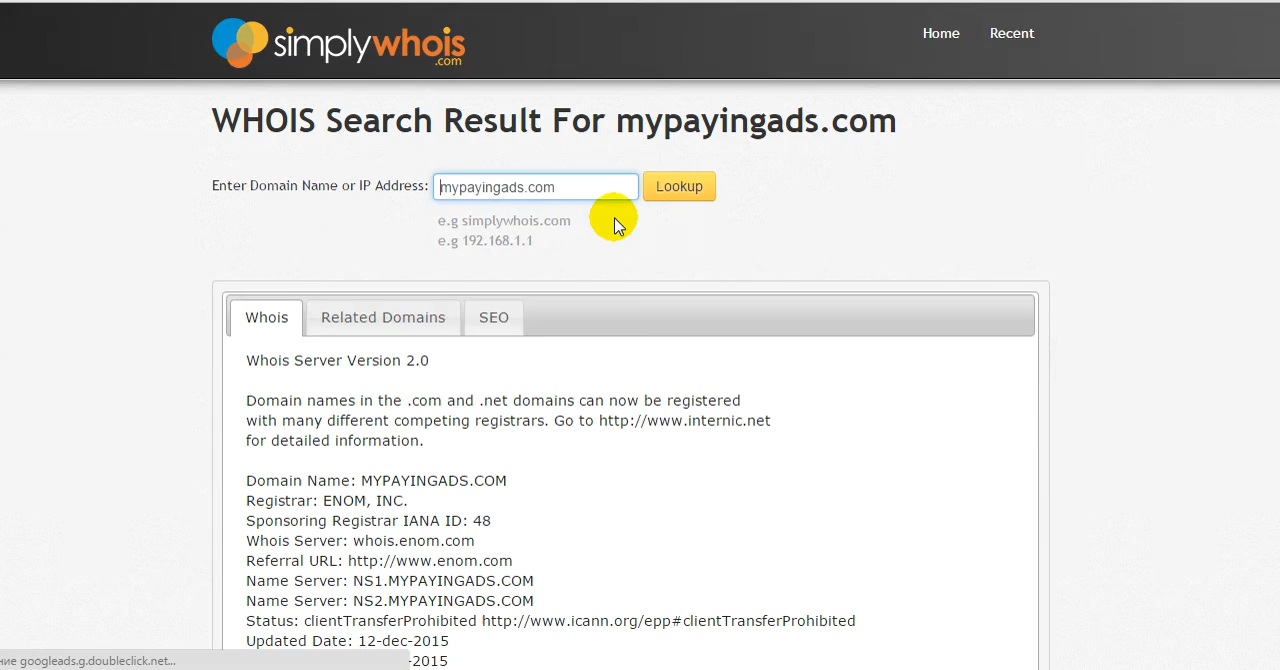 simplywhois
.com
Home
Recent
WHOIS Search Result For mypayingads.com
Enter Domain Name or IP Address:
mypayingads.com
Lookup
e.g simplywhois.com
e.g 192.168.1.1
Whois
Related Domains
SEO
Whois Server Version 2.0
Domain names in the .com and .net domains can now be registered
with many different competing registrars. Go to http://www.internic.net
for detailed information.
Domain Name: MYPAYINGADS.COM
Registrar: ENOM, INC.
Sponsoring Registrar IANA ID: 48
Whois Server: whois.enom.com
Referral URL: http://www.enom.com
Name Server: NS1.MYPAYINGADS.COM
Name Server: NS2.MYPAYINGADS.COM
Status: clientTransferProhibited http://www.icann.org/epp#clientTransferProhibited
Updated Date: 12-dec-2015
-2015
ние googleads.g.doubleclick.net...